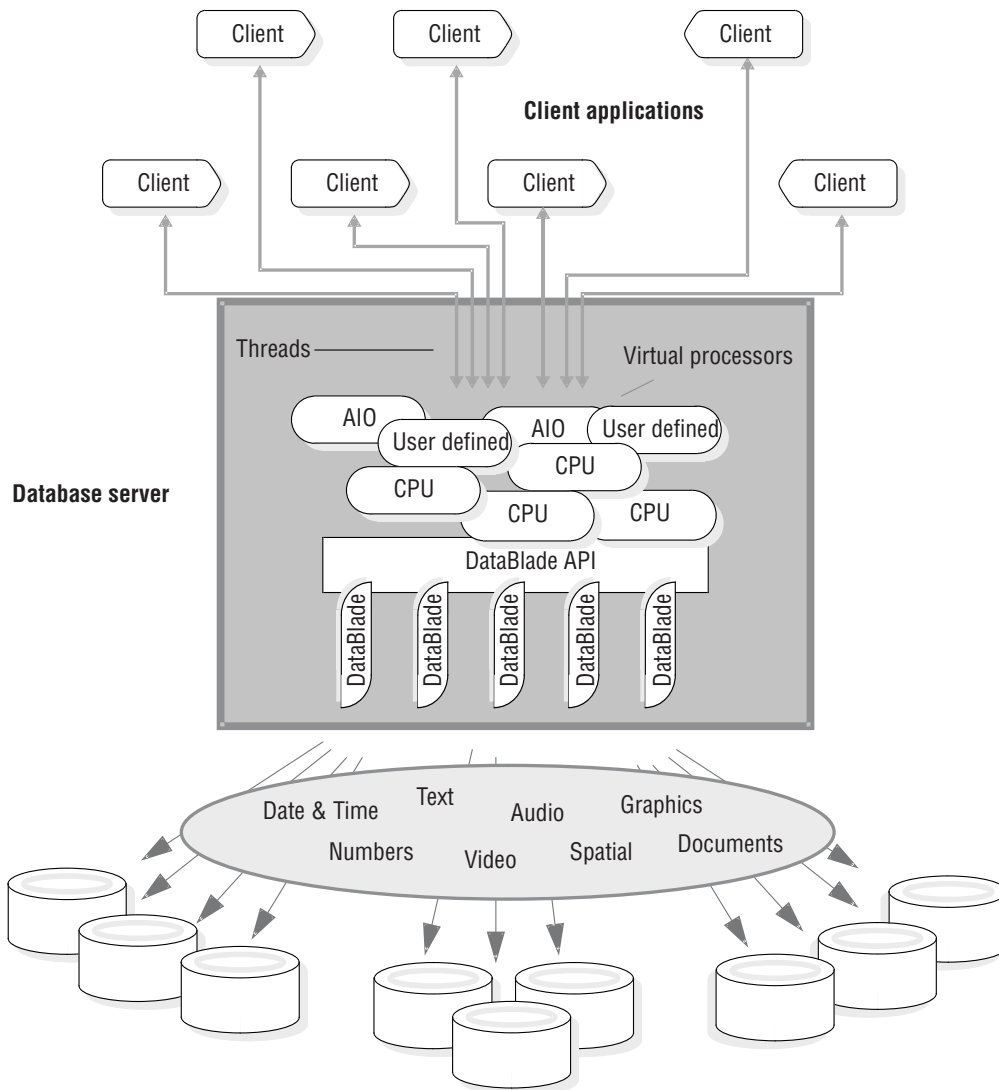 Client
Client
Client
Client applications
Client
Client
Client
Client
Threads
Virtual processors
AIO
User defined
AIO
User defined
CPU
CPU
Database server
CPU
CPU
DataBlade API
DataBlade
DataBlade
DataBlade
DataBlade
DataBlade
Date & Time
Text
Audio
Graphics
Numbers
Video
Spatial
Documents